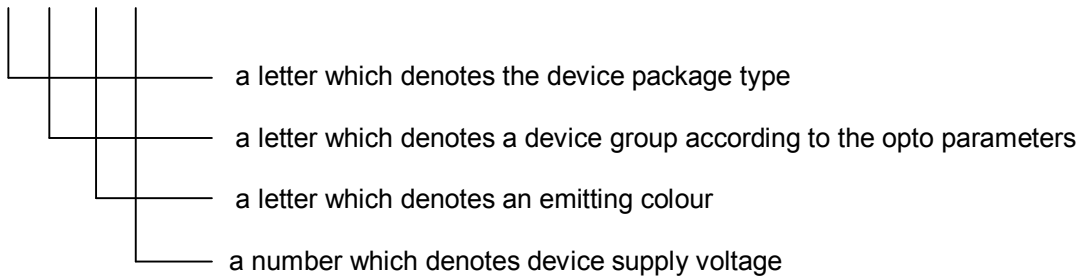 a letter which denotes the device package type
a letter which denotes a device group according to the opto parameters
a letter which denotes an emitting colour
a number which denotes device supply voltage